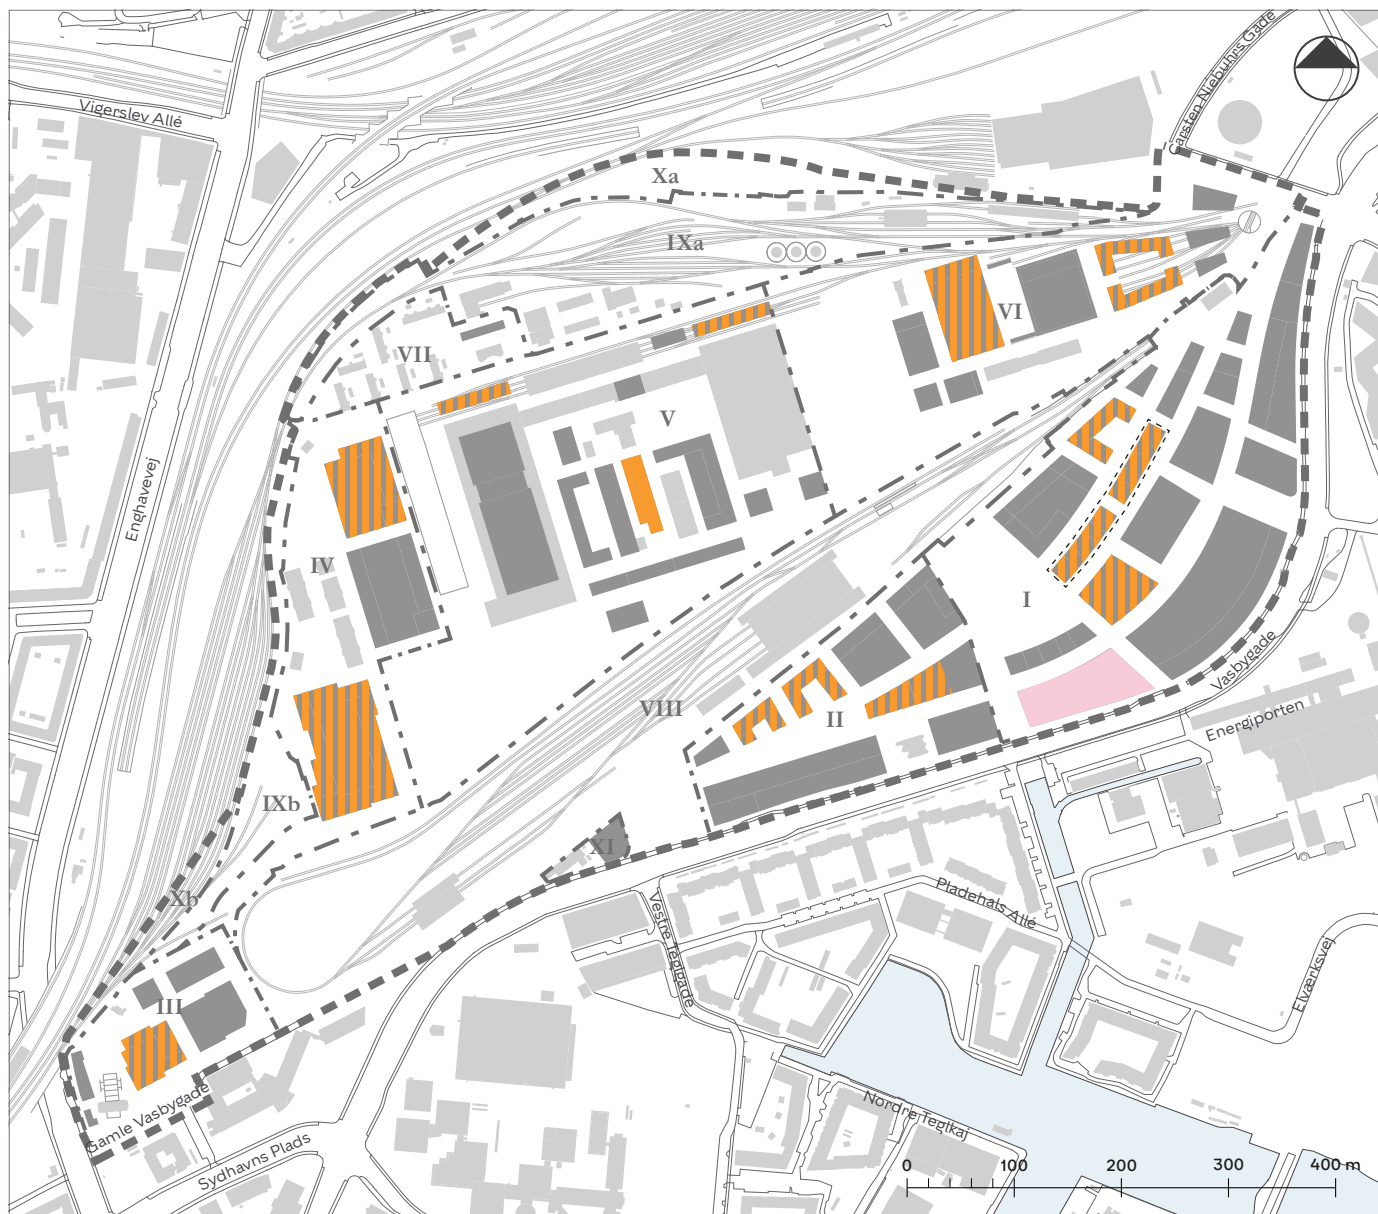 Carsten Niebuhrs Gade
Vigerslev Allé
Xa
IXa
VI
VII
V
Enghavevej
IV
I
Vasbygade
VIII
II
Energiporten
IXb
XI
Xb
Vestre Teglgade
Pladehals Allé
Elværksvej
III
Gamle Vasbygade
Nordre Teglkaj
Sydhavns Plads
0 100 200 300 400 m